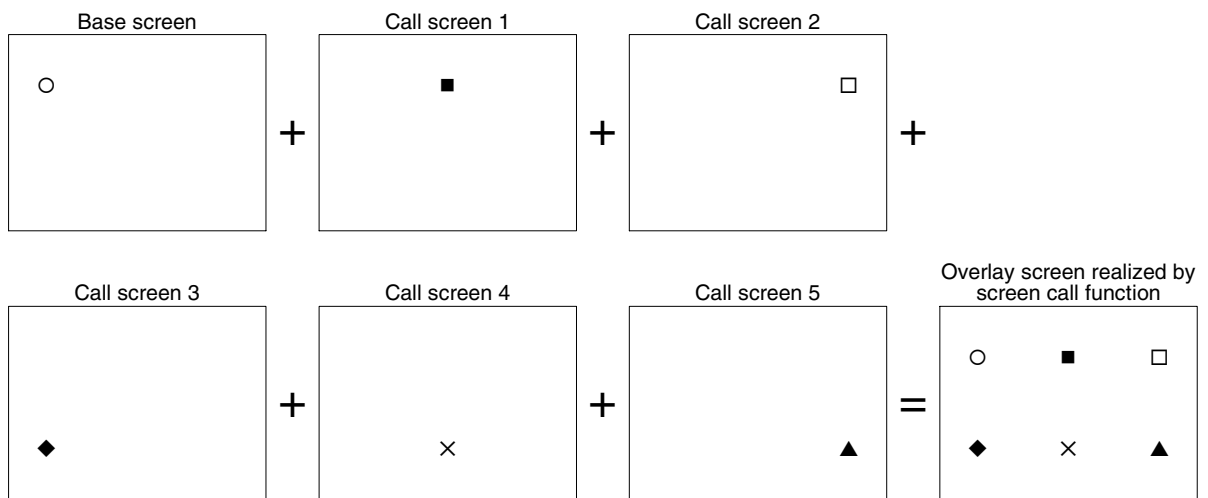 Base screen
Call screen 1
Call screen 2
+
+
+
Call screen 3
Call screen 4
Call screen 5
Overlay screen realized by
screen call function
+
+
=